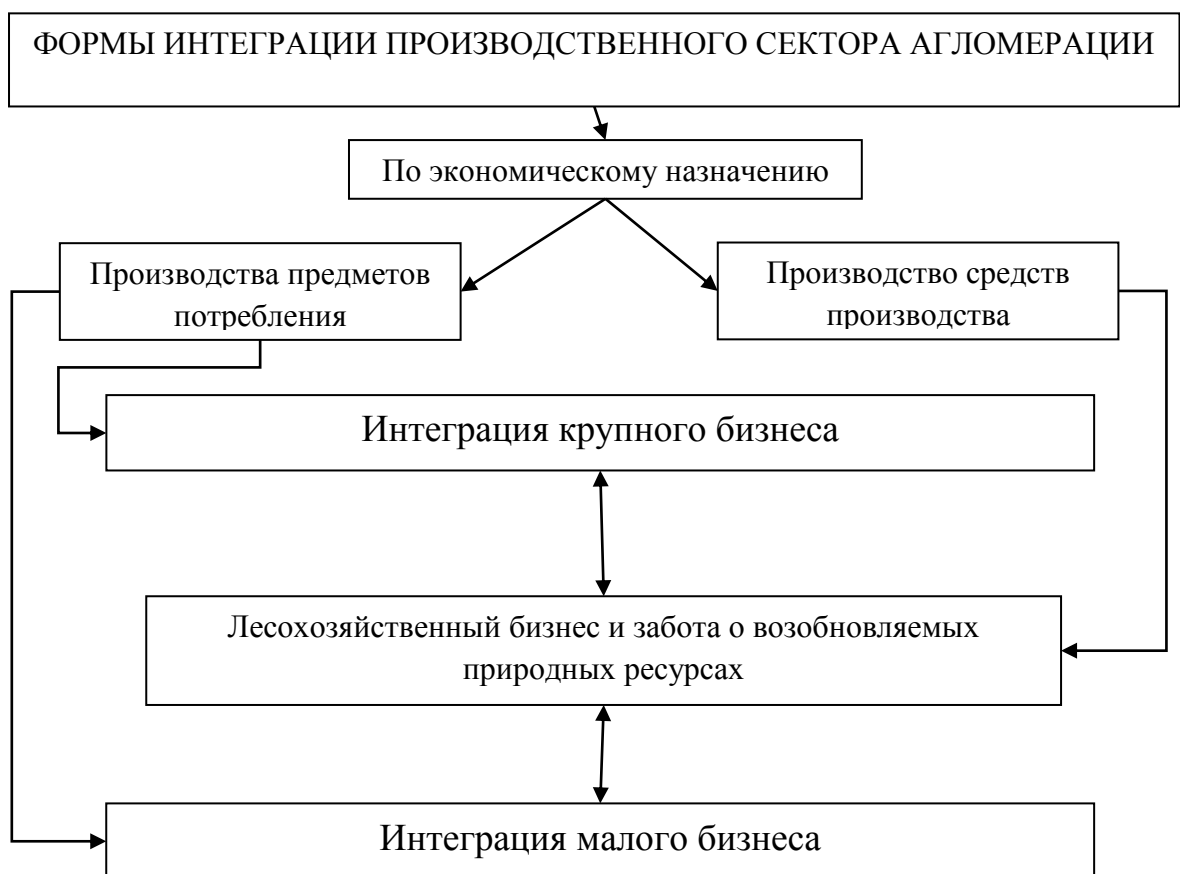 ФОРМЫ ИНТЕГРАЦИИ ПРОИЗВОДСТВЕННОГО СЕКТОРА АГЛОМЕРАЦИИ
По экономическому назначению
Производства предметов
потребления
Производство средств
производства
Интеграция крупного бизнеса
Лесохозяйственный бизнес и забота о возобновляемых
природных ресурсах
Интеграция малого бизнеса